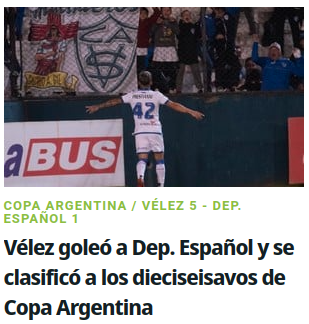 aBUS
42
COPA ARGENTINA / VÉLEZ 5 - DEP.
ESPAÑOL 1
Vélez goleó a Dep. Español y se
clasificó a los dieciseisavos de
Copa Argentina